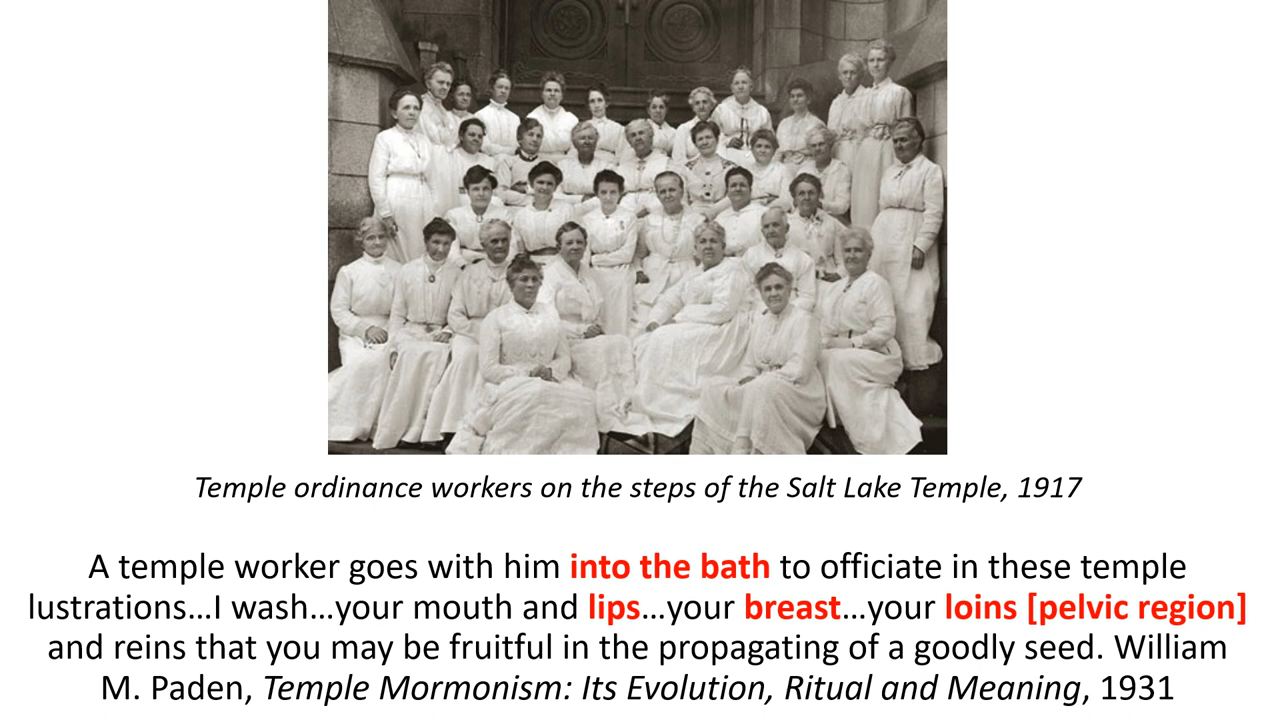 Temple ordinance workers on the steps of the Salt Lake Temple, 1917
A temple worker goes with him into the bath to officiate in these temple
lustrations...I wash...your mouth and lips...your breast...your loins [pelvic region]
and reins that you may be fruitful in the propagating of a goodly seed. William
M. Paden, Temple Mormonism: Its Evolution, Ritual and Meaning, 1931